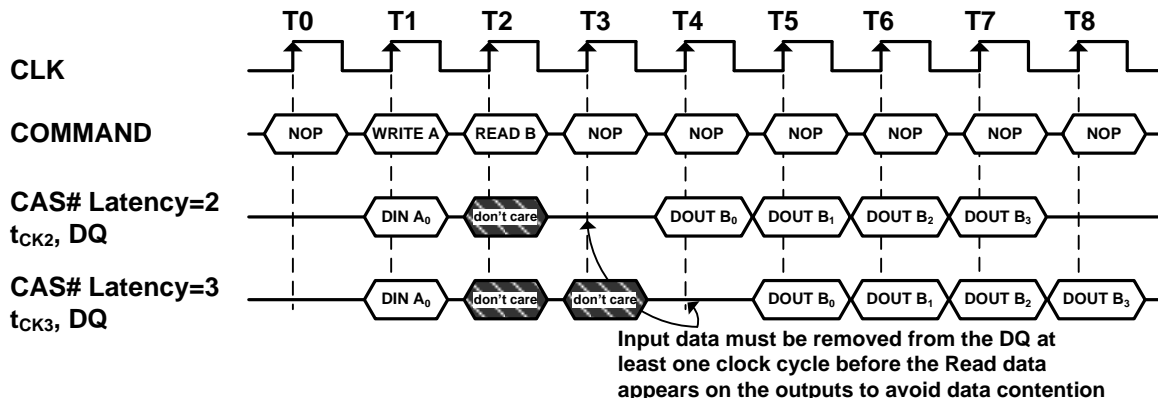 T0 T1 T2 T3 T4 T5 T6 T7 T8
CLK
COMMAND NOP WRITE A READ B NOP NOP NOP NOP NOP NOP
CAS# Latency=2
tCK2, DQ
DIN A0 don't care DOUT B0 DOUT B1 DOUT B2 DOUT B3
CAS# Latency=3
tCK3, DQ
DIN A0 don't care don't care DOUT B0 DOUT B1 DOUT B2 DOUT B3
Input data must be removed from the DQ at
least one clock cycle before the Read data
appears on the outputs to avoid data contention